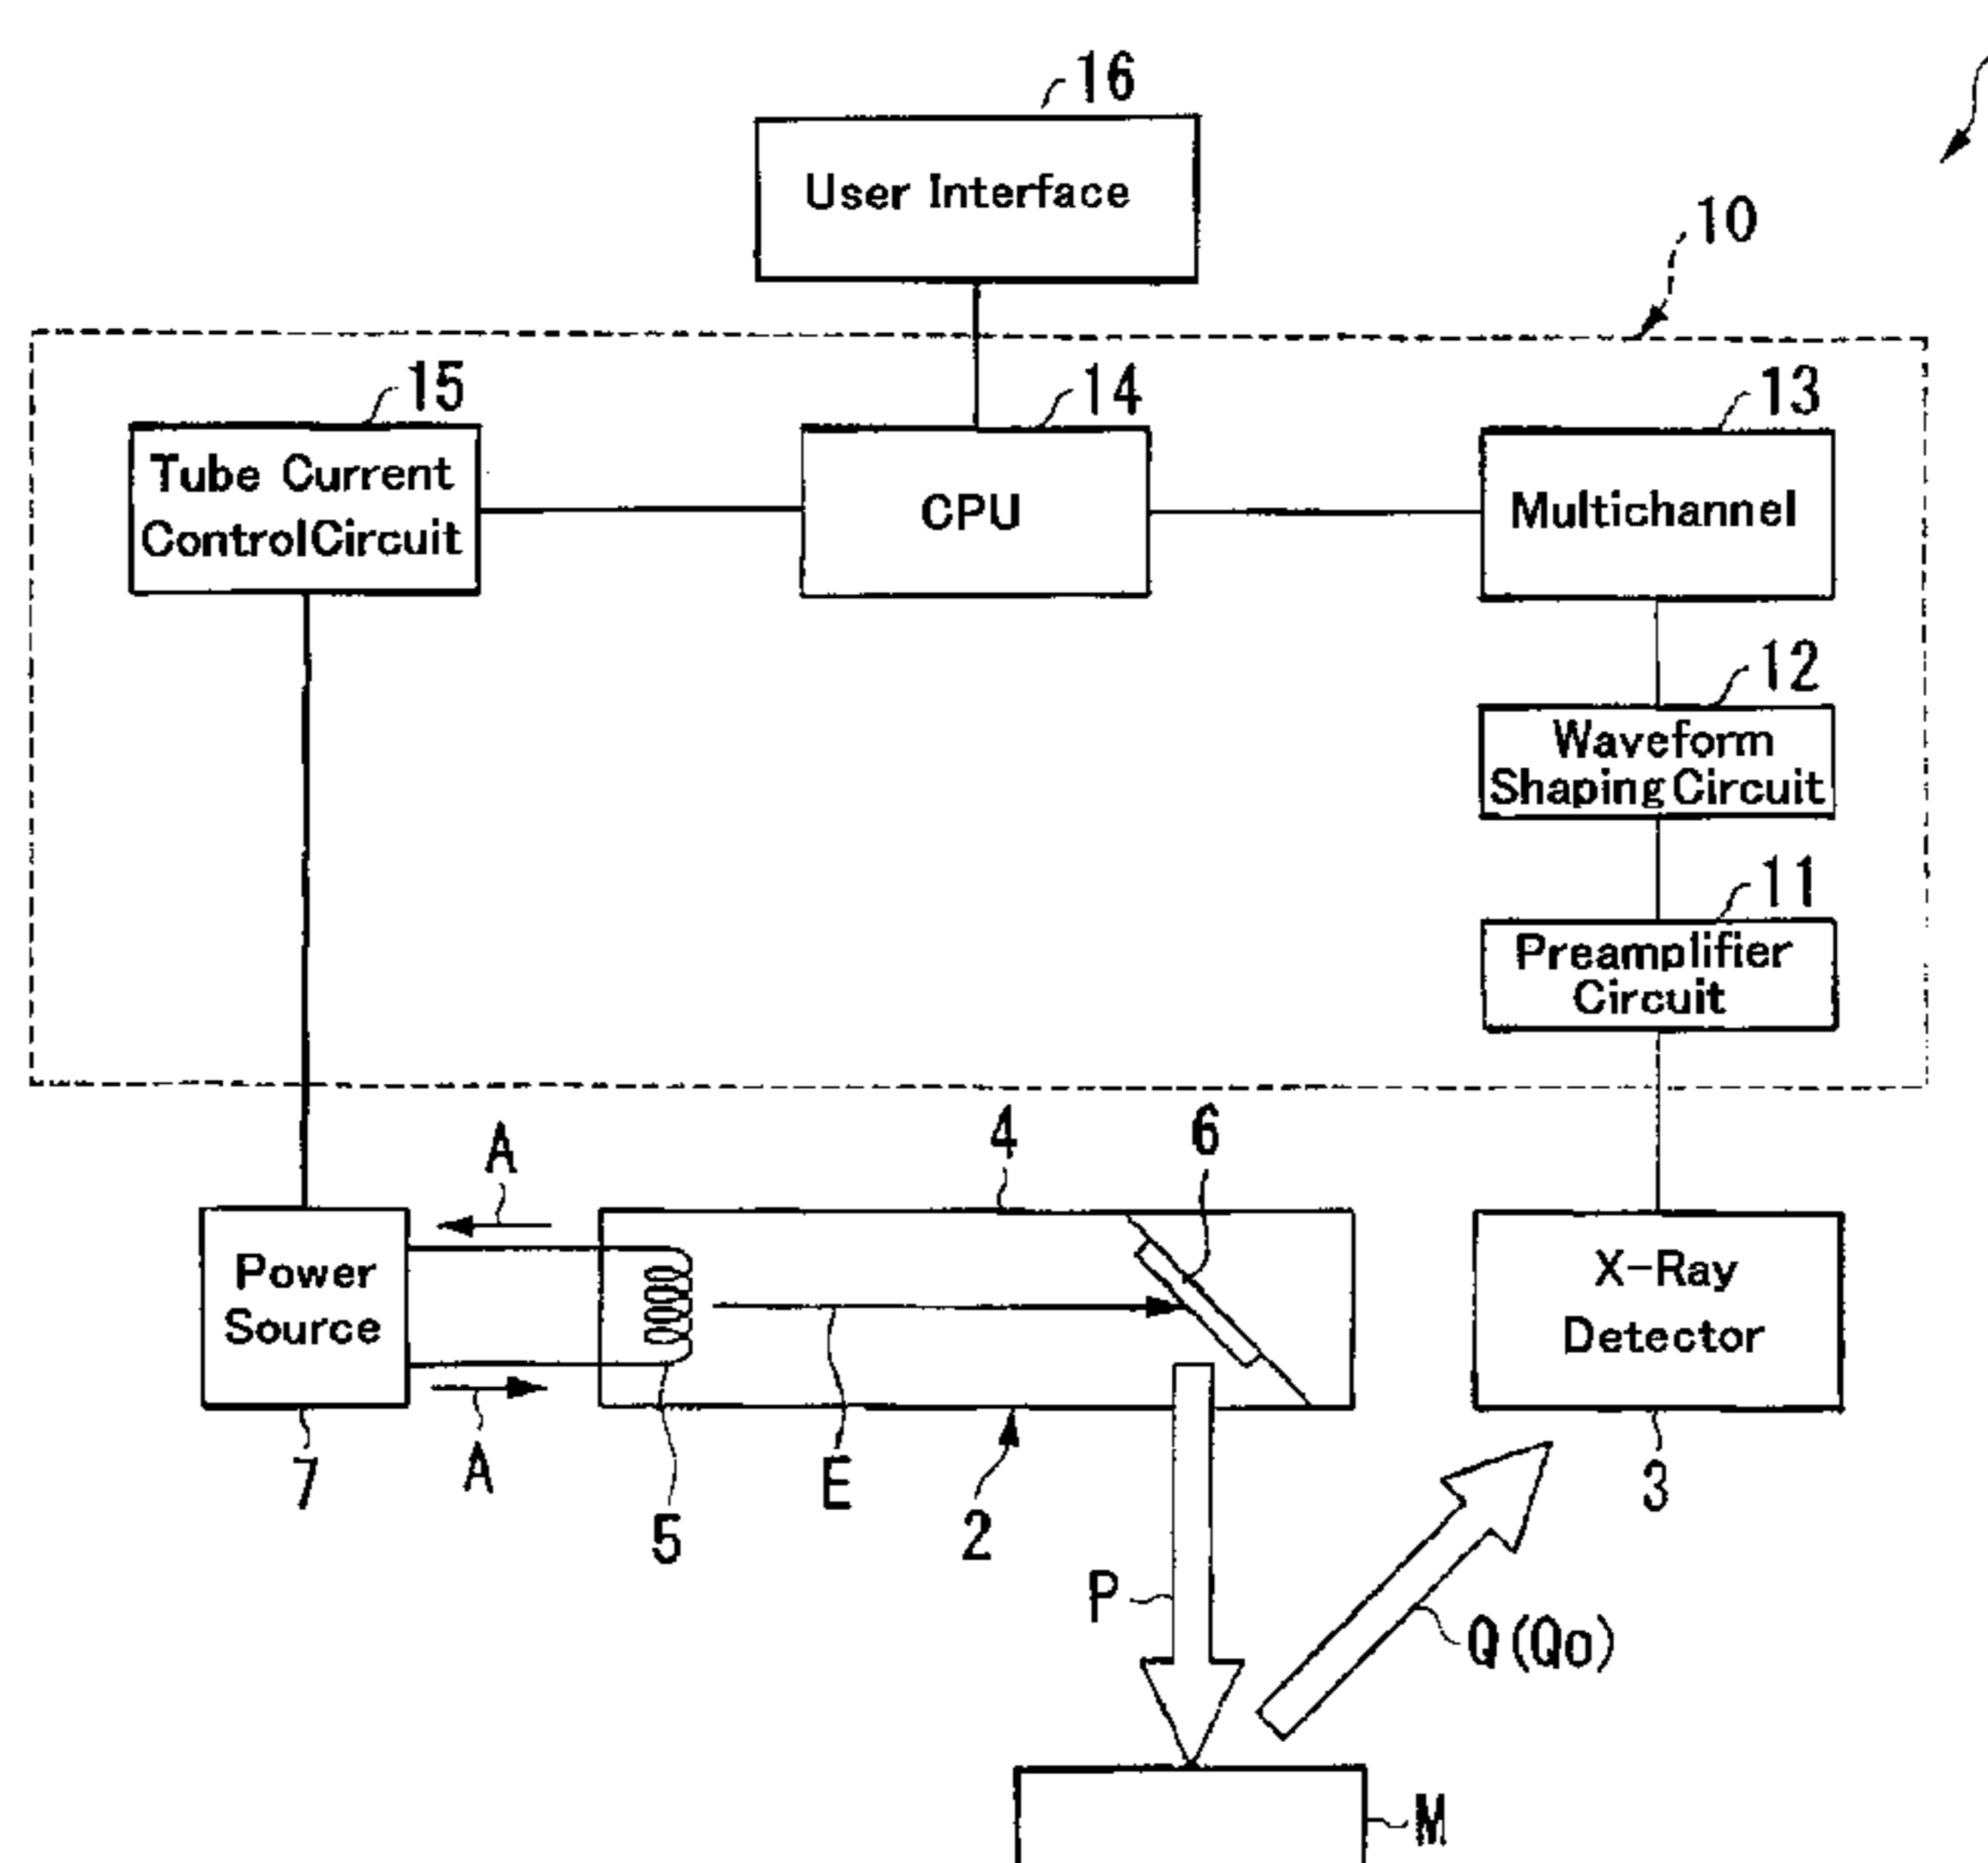 16
User Interface
10
15
14
13
Tube Current
ControlCircuit
CPU
Multichannel
12
Waveform
Shaping Circuit
11
Preamplifier
Circuit
A
4
6
Power
Source
X-Ray
Detector
7
A
5
E
2
3
P
Q(Qo)
M